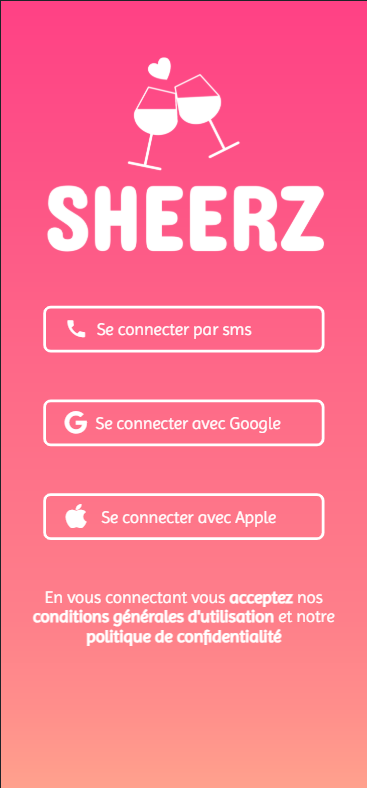 SHEERZ
Se connecter par sms
Se connecter avec Google
Se connecter avec Apple
En vous connectant vous acceptez nos
conditions générales d'utilisation et notre
politique de confidentialité